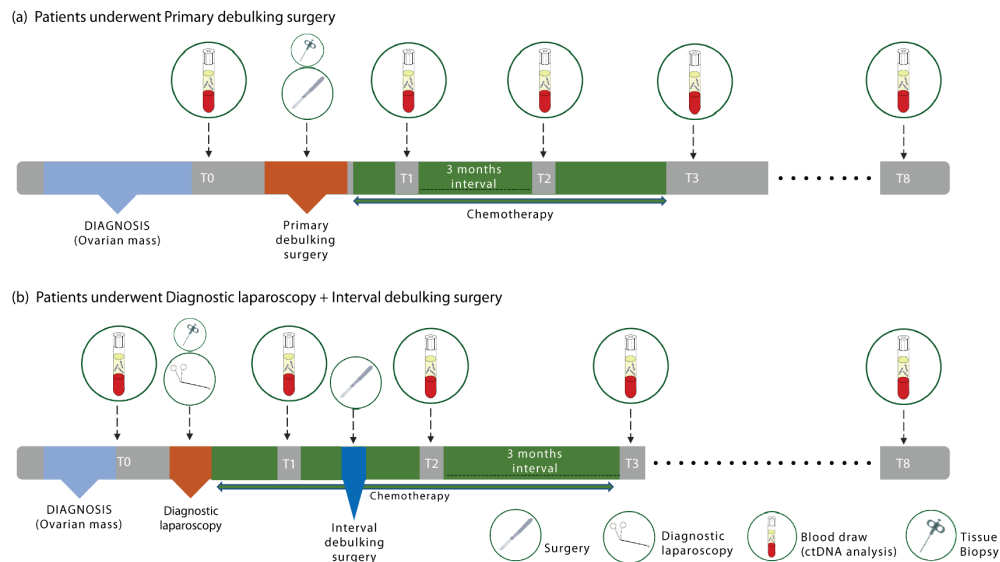 (a) Patients underwent Primary debulking surgery
T0
T1
3 months
interval
T2
T3
T8
Chemotherapy
DIAGNOSIS
(Ovarian mass)
Primary
debulking
surgery
(b) Patients underwent Diagnostic laparoscopy + Interval debulking surgery
T0
T1
T2
3 months
interval
T3
T8
Chemotherapy
DIAGNOSIS
(Ovarian mass)
Diagnostic
laparoscopy
Interval
debulking
surgery
Surgery
Diagnostic
laparoscopy
Blood draw
(ctDNA analysis)
Tissue
Biopsy